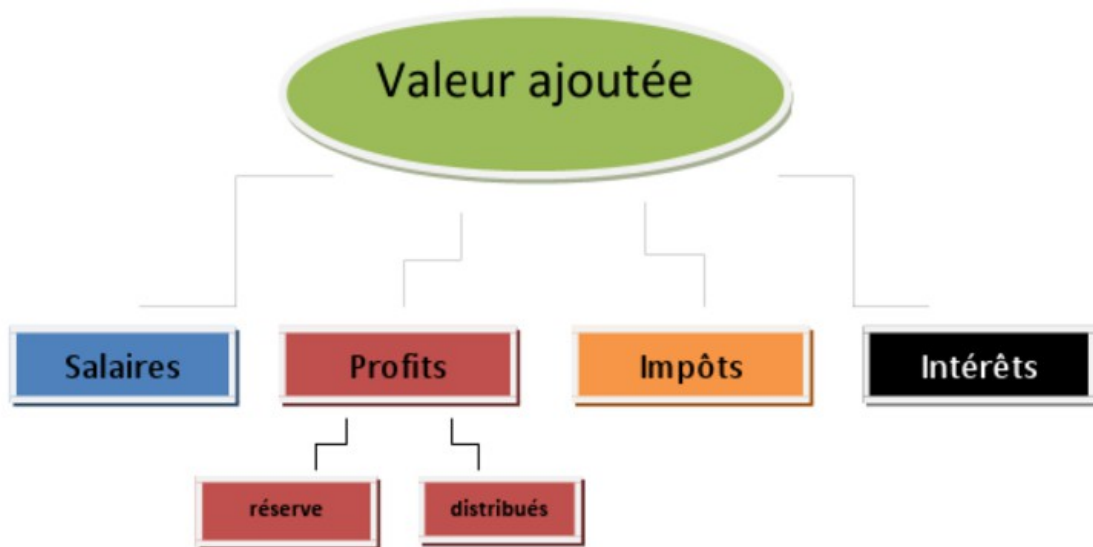 Valeur ajoutée
Salaires
Profits
Impôts
Intérêts
réserve
distribués